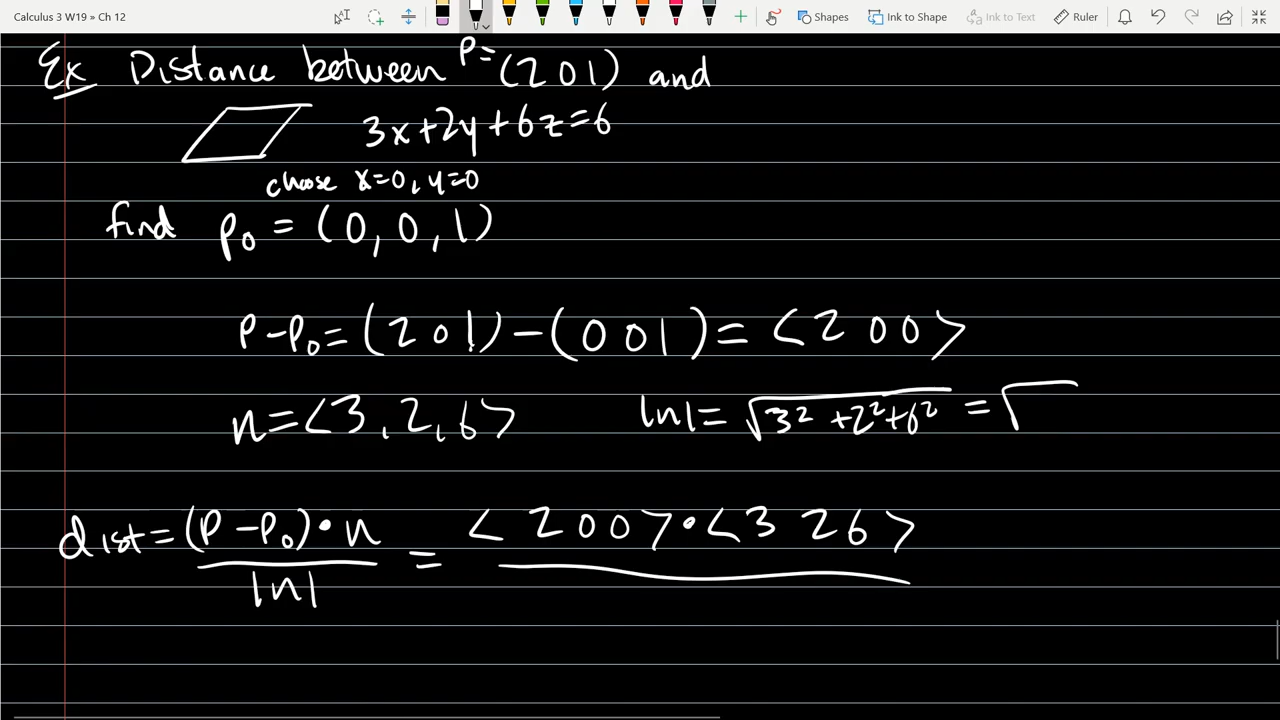 Calculus 3 W19 » Ch 12
Shapes Ink to Shape Ink to Text Ruler
Ex Distance between P= (2 0 1) and
3x+2y+6z=6
choose x=0, y=0
find P₀ = (0, 0, 1)
P-P₀=(2 0 1)-(0 0 1)=<2 0 0>
n=<3, 2, 6> |n|=√3²+2²+6² =√
dist=(P-P₀)•n / |n| = <2 0 0>•<3 2 6>